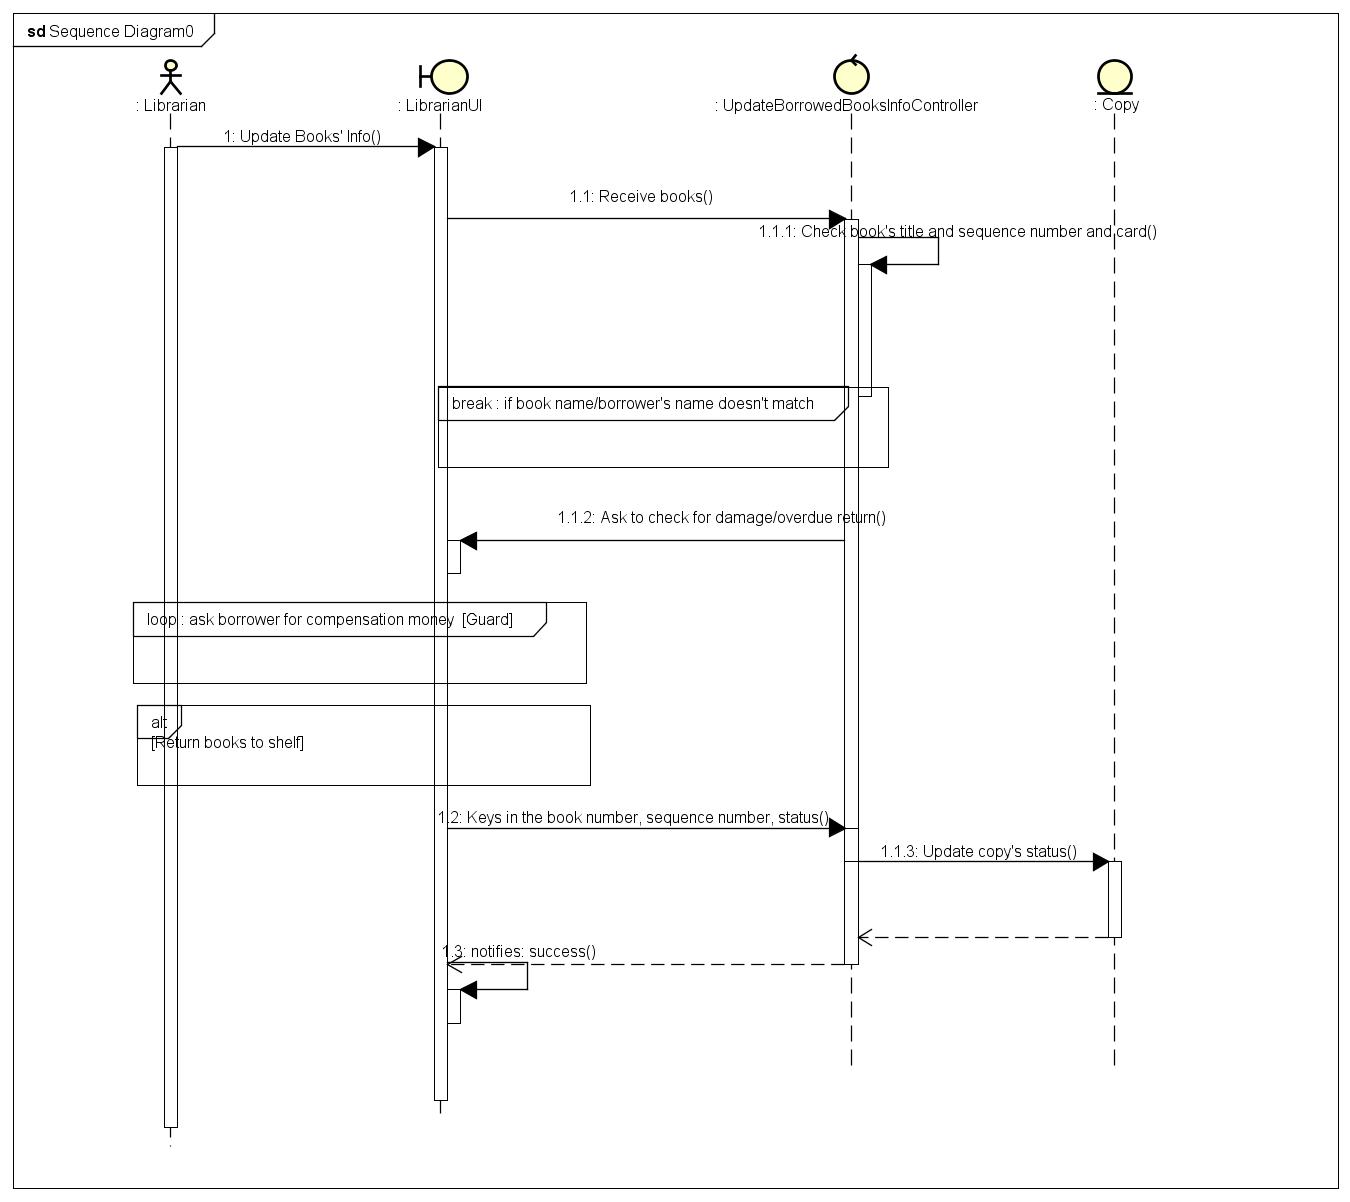 sd Sequence Diagram0
: Librarian
: LibrarianUI
: UpdateBorrowedBooksInfoController
: Copy
1: Update Books' Info()
1.1: Receive books()
1.1.1: Check book's title and sequence number and card()
break : if book name/borrower's name doesn't match
1.1.2: Ask to check for damage/overdue return()
loop : ask borrower for compensation money [Guard]
alt
[Return books to shelf]
1.2: Keys in the book number, sequence number, status()
1.1.3: Update copy's status()
1.3: notifies: success()